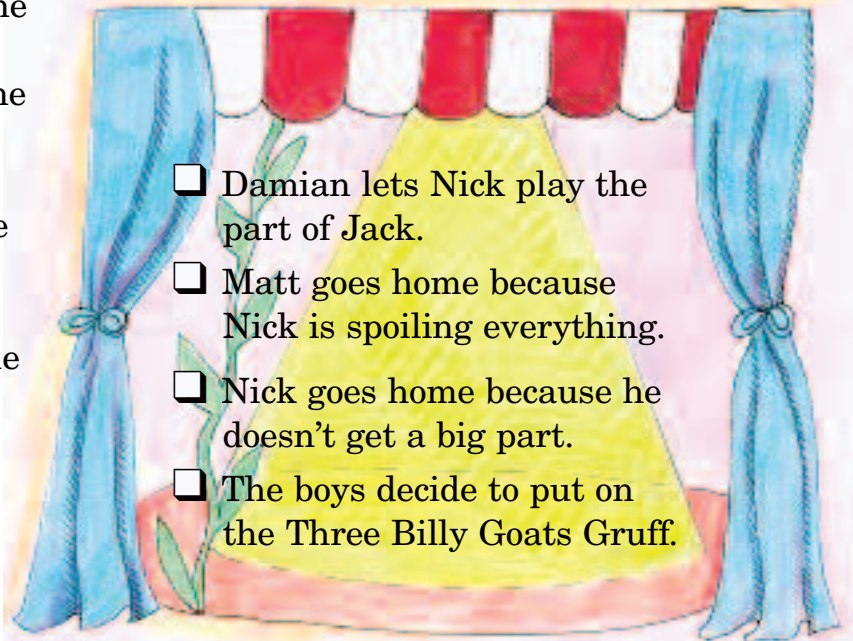 ❑ Damian lets Nick play the
part of Jack.
❑ Matt goes home because
Nick is spoiling everything.
❑ Nick goes home because he
doesn't get a big part.
❑ The boys decide to put on
the Three Billy Goats Gruff.